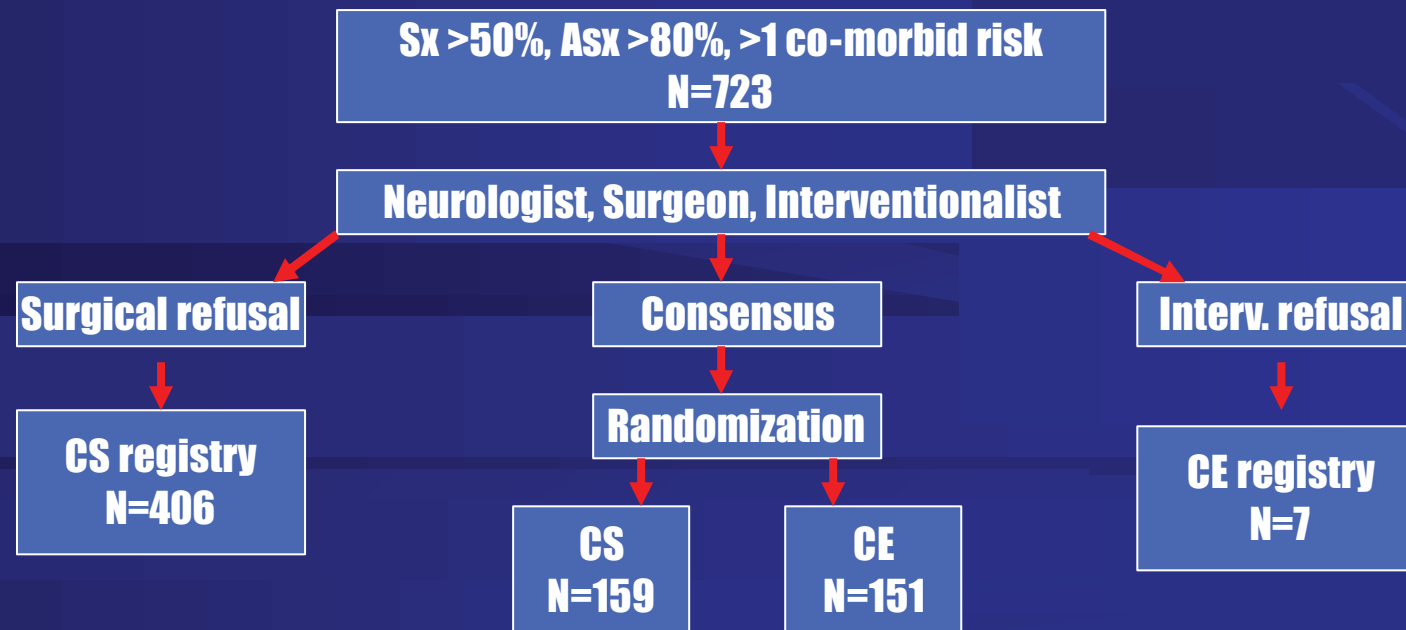 Sx >50%, Asx >80%, >1 co-morbid risk
N=723
Neurologist, Surgeon, Interventionalist
Surgical refusal
Consensus
Interv. refusal
Randomization
CS registry
N=406
CE registry
N=7
CS
N=159
CE
N=151